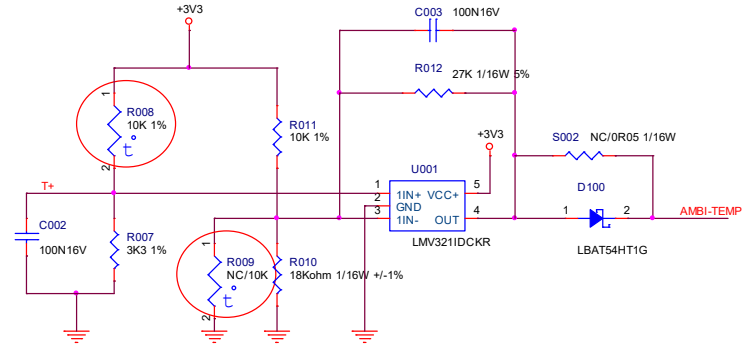 +3V3
C003 100N16V
R012
27K 1/16W 5%
1
R008
10K 1%
t°
2
R011
10K 1%
+3V3
S002 NC/0R05 1/16W
U001
T+
1 1IN+ VCC+ 5
2 GND
3 1IN- OUT 4
D100
1 2
AMBI-TEMP
LMV321IDCKR
LBAT54HT1G
C002
100N16V
R007
3K3 1%
1
R009
NC/10K
t°
2
R010
18Kohm 1/16W +/-1%